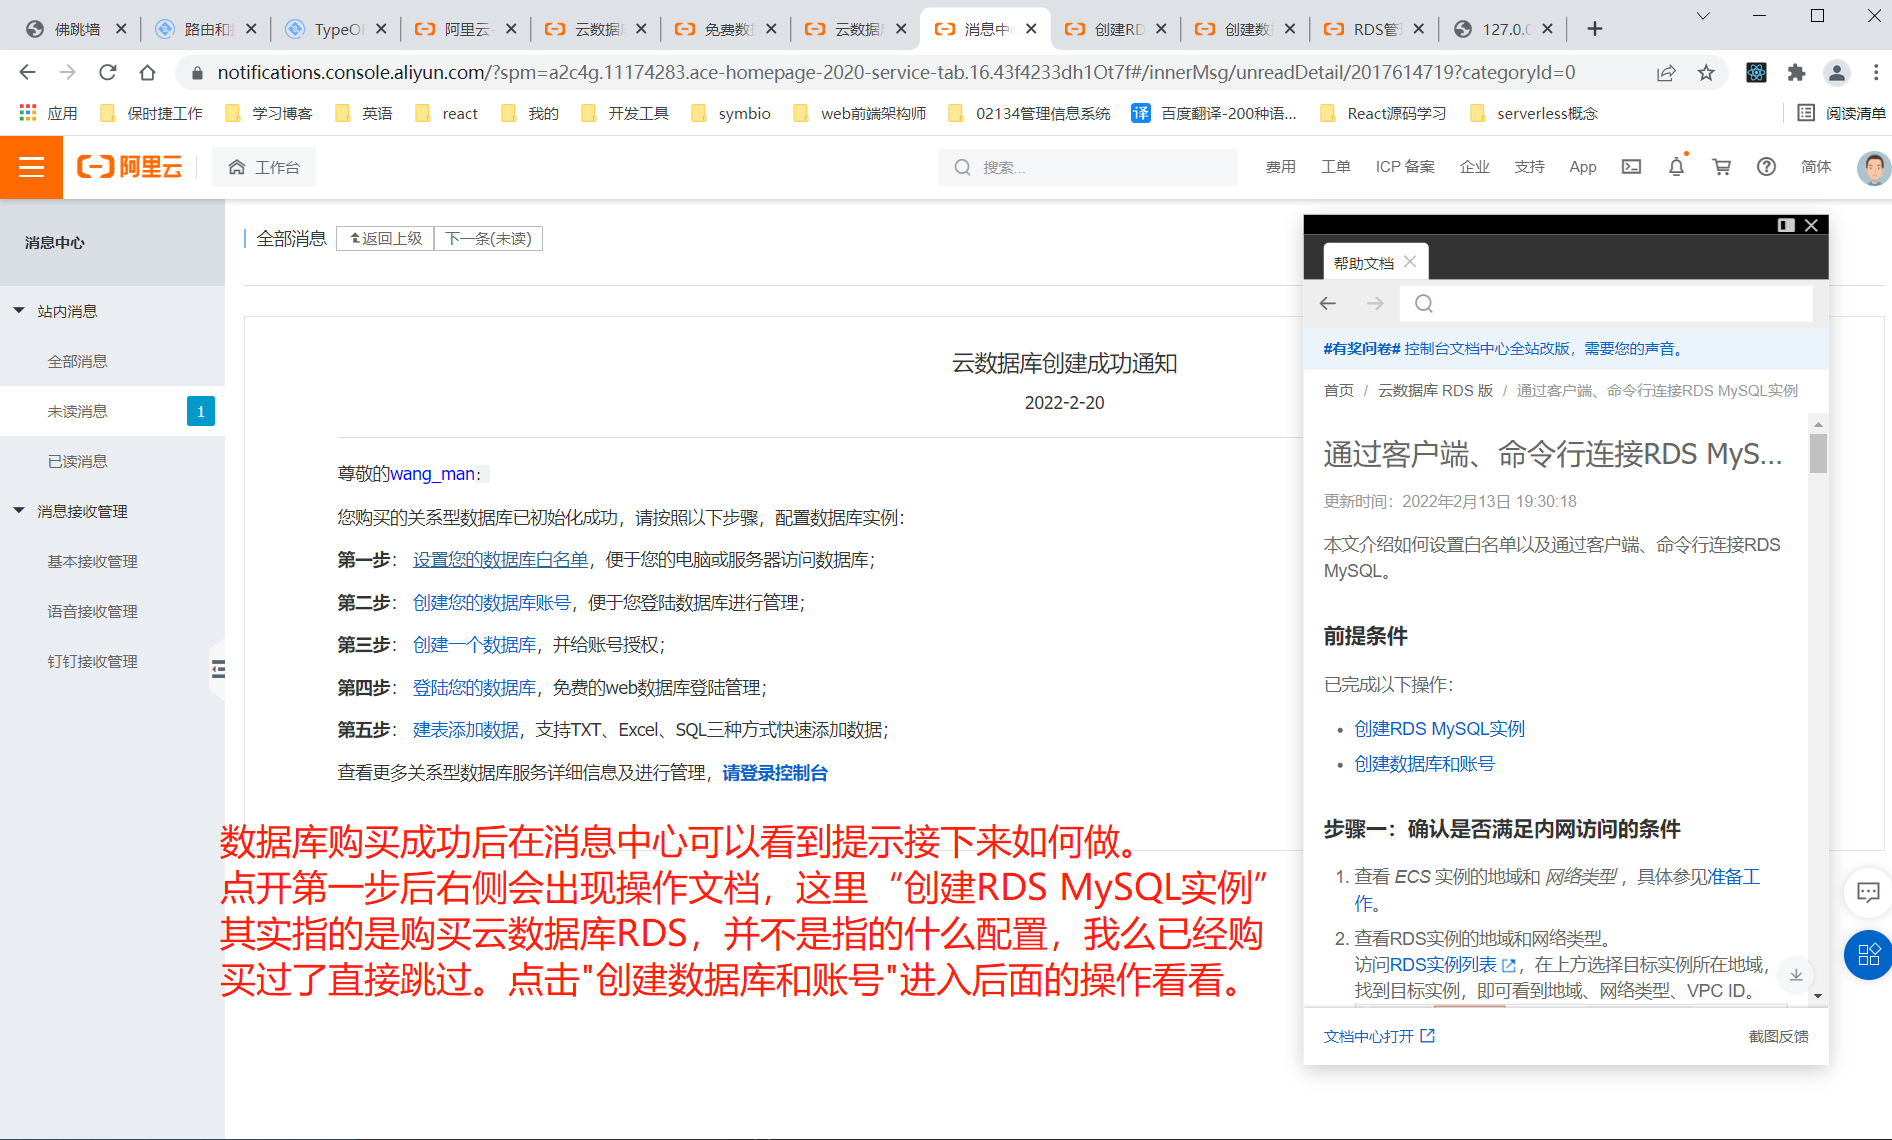 佛跳墙
路由和
TypeO
阿里云-
云数据
免费数
云数据
消息中
创建RD
创建数
RDS管
127.0.
notifications.console.aliyun.com/?spm=a2c4g.11174283.ace-homepage-2020-service-tab.16.43f4233dh1Ot7f#/innerMsg/unreadDetail/2017614719?categoryId=0
应用
保时捷工作
学习博客
英语
react
我的
开发工具
symbio
web前端架构师
02134管理信息系统
译 百度翻译-200种语...
React源码学习
serverless概念
阅读清单
阿里云
工作台
搜索...
费用
工单
ICP 备案
企业
支持
App
简体
消息中心
站内消息
全部消息
未读消息 1
已读消息
消息接收管理
基本接收管理
语音接收管理
钉钉接收管理
全部消息 返回上级 下一条(未读)
云数据库创建成功通知
2022-2-20
尊敬的wang_man：
您购买的关系型数据库已初始化成功，请按照以下步骤，配置数据库实例：
第一步： 设置您的数据库白名单，便于您的电脑或服务器访问数据库；
第二步： 创建您的数据库账号，便于您登陆数据库进行管理；
第三步： 创建一个数据库，并给账号授权；
第四步： 登陆您的数据库，免费的web数据库登陆管理；
第五步： 建表添加数据，支持TXT、Excel、SQL三种方式快速添加数据；
查看更多关系型数据库服务详细信息及进行管理，请登录控制台
数据库购买成功后在消息中心可以看到提示接下来如何做。
点开第一步后右侧会出现操作文档，这里“创建RDS MySQL实例”
其实指的是购买云数据库RDS，并不是指的什么配置，我么已经购
买过了直接跳过。点击"创建数据库和账号"进入后面的操作看看。
帮助文档
#有奖问卷# 控制台文档中心全站改版，需要您的声音。
首页 / 云数据库 RDS 版 / 通过客户端、命令行连接RDS MySQL实例
通过客户端、命令行连接RDS MyS...
更新时间：2022年2月13日 19:30:18
本文介绍如何设置白名单以及通过客户端、命令行连接RDS
MySQL。
前提条件
已完成以下操作：
• 创建RDS MySQL实例
• 创建数据库和账号
步骤一：确认是否满足内网访问的条件
1. 查看 ECS 实例的地域和 网络类型 ，具体参见准备工
作。
2. 查看RDS实例的地域和网络类型。
访问RDS实例列表，在上方选择目标实例所在地域，
找到目标实例，即可看到地域、网络类型、VPC ID。
文档中心打开
截图反馈